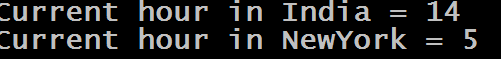 Current hour in India = 14
Current hour in NewYork = 5